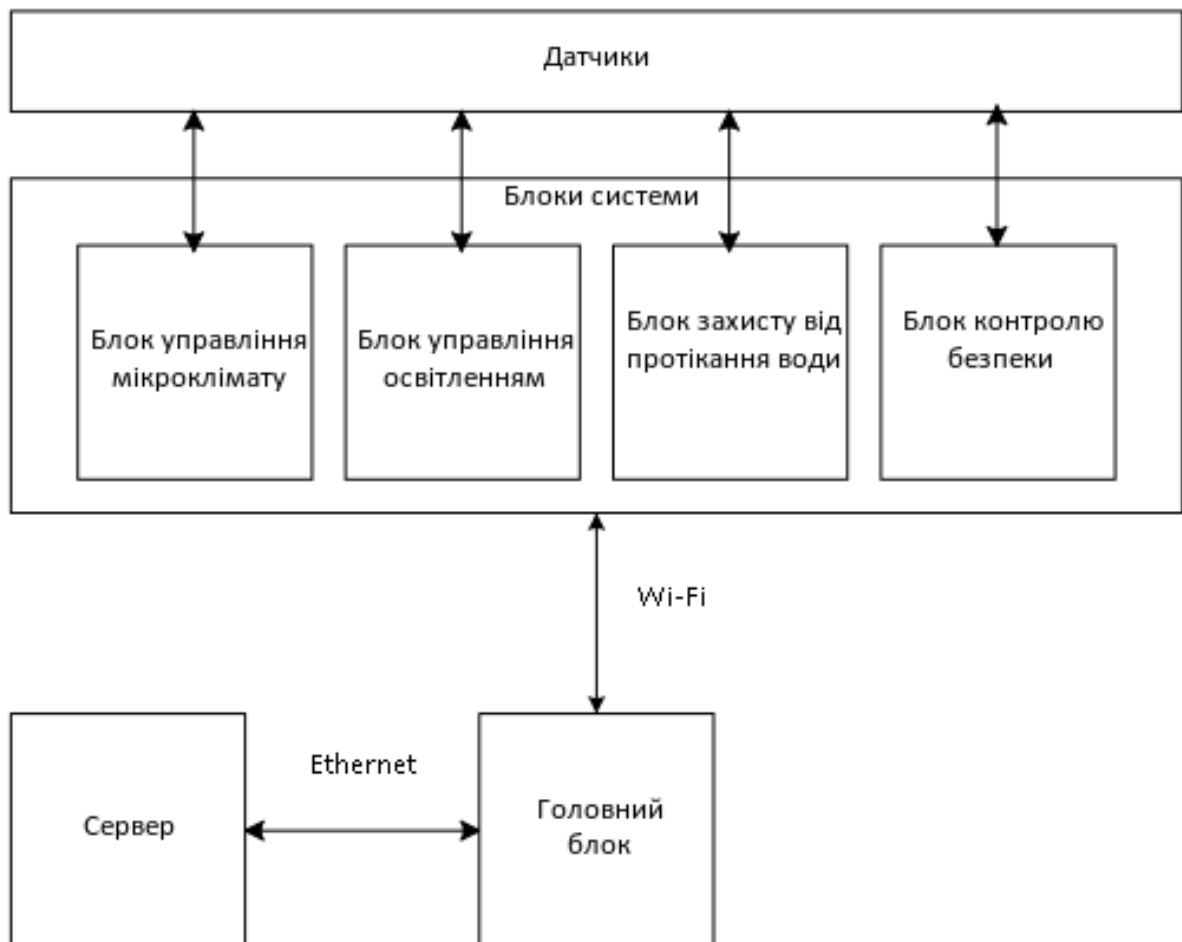 Датчики
Блоки системи
Блок управління
мікроклімату
Блок управління
освітленням
Блок захисту від
протікання води
Блок контролю
безпеки
Wi-Fi
Ethernet
Сервер
Головний
блок